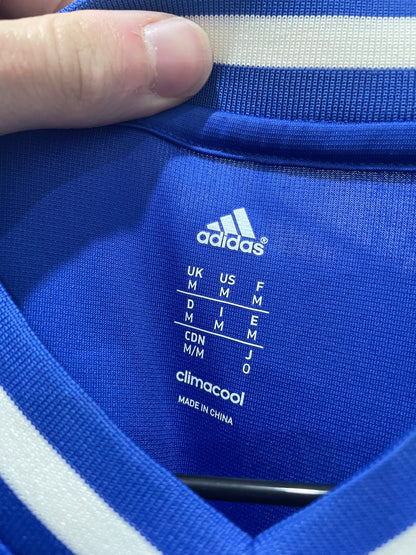 adidas®
UK US F
M M M
D I E
M M M
CDN J
M/M O
climacool
MADE IN CHINA